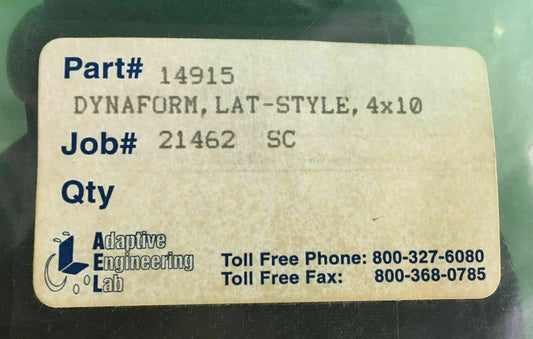 Part# 14915
DYNAFORM, LAT-STYLE, 4x10
Job# 21462 SC
Qty
Adaptive
Engineering
Lab
A E L
Toll Free Phone: 800-327-6080
Toll Free Fax: 800-368-0785